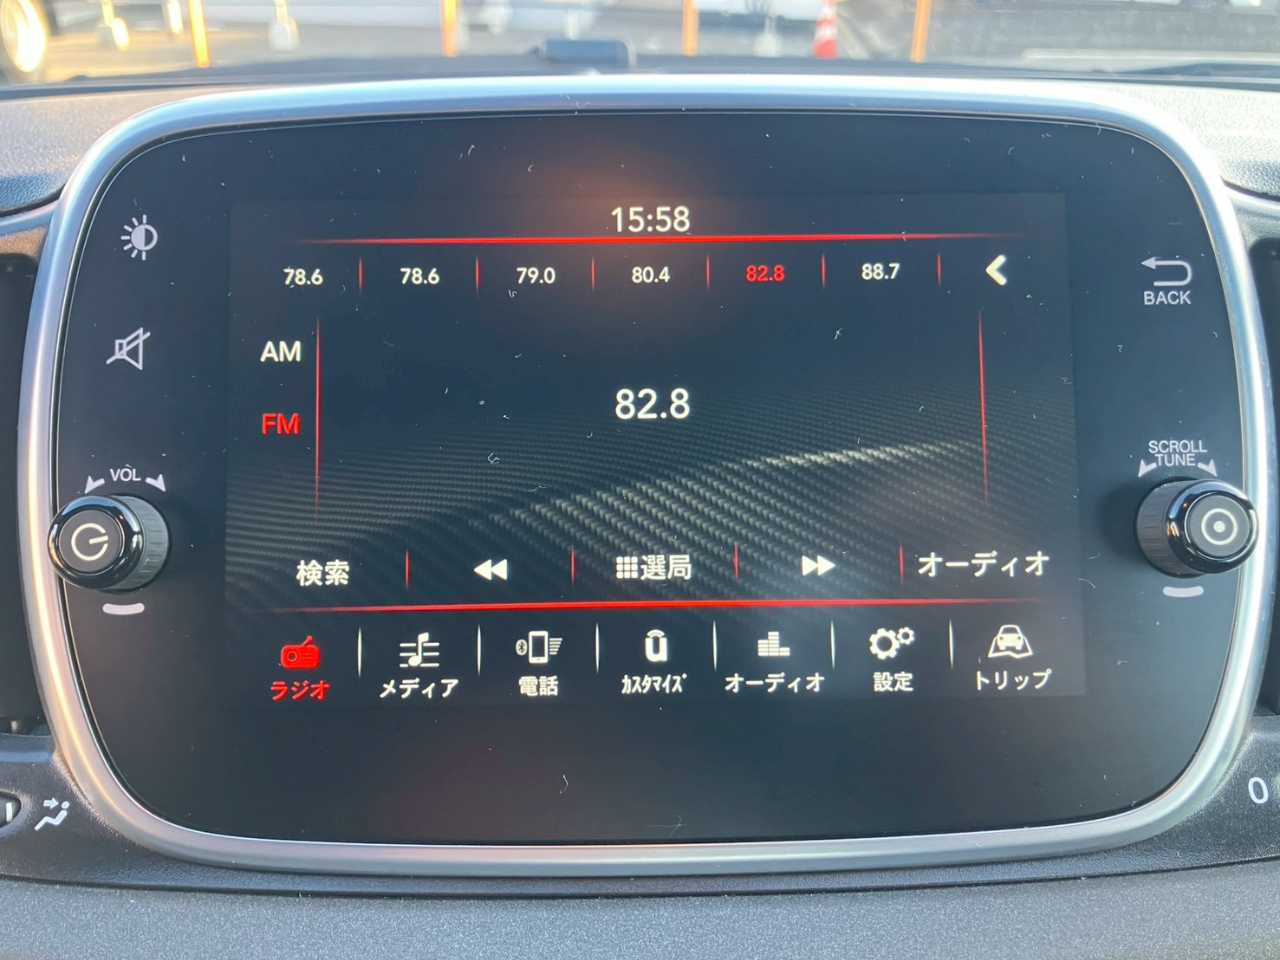 15:58
78.6 78.6 79.0 80.4 82.8 88.7
BACK
AM
82.8
FM
VOL
SCROLL
TUNE
検索 選局 オーディオ
ラジオ メディア 電話 ｶｽﾀﾏｲｽﾞ オーディオ 設定 トリップ
0